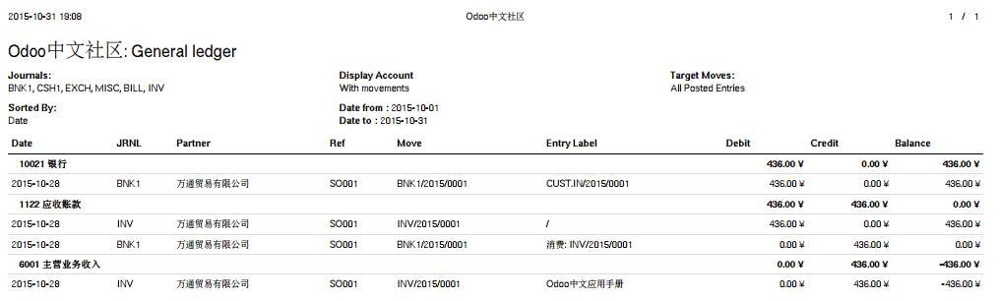 2015-10-31 19:08 Odoo中文社区 1 / 1
Odoo中文社区: General ledger
Journals: Display Account Target Moves:
BNK1, CSH1, EXCH, MISC, BILL, INV With movements All Posted Entries
Sorted By: Date from : 2015-10-01
Date Date to : 2015-10-31
Date JRNL Partner Ref Move Entry Label Debit Credit Balance
10021 银行 436.00 ¥ 0.00 ¥ 436.00 ¥
2015-10-28 BNK1 万通贸易有限公司 SO001 BNK1/2015/0001 CUST.IN/2015/0001 436.00 ¥ 0.00 ¥ 436.00 ¥
1122 应收账款 436.00 ¥ 436.00 ¥ 0.00 ¥
2015-10-28 INV 万通贸易有限公司 SO001 INV/2015/0001 / 436.00 ¥ 0.00 ¥ 436.00 ¥
2015-10-28 BNK1 万通贸易有限公司 SO001 BNK1/2015/0001 消费: INV/2015/0001 0.00 ¥ 436.00 ¥ 0.00 ¥
6001 主营业务收入 0.00 ¥ 436.00 ¥ -436.00 ¥
2015-10-28 INV 万通贸易有限公司 SO001 INV/2015/0001 Odoo中文应用手册 0.00 ¥ 436.00 ¥ -436.00 ¥